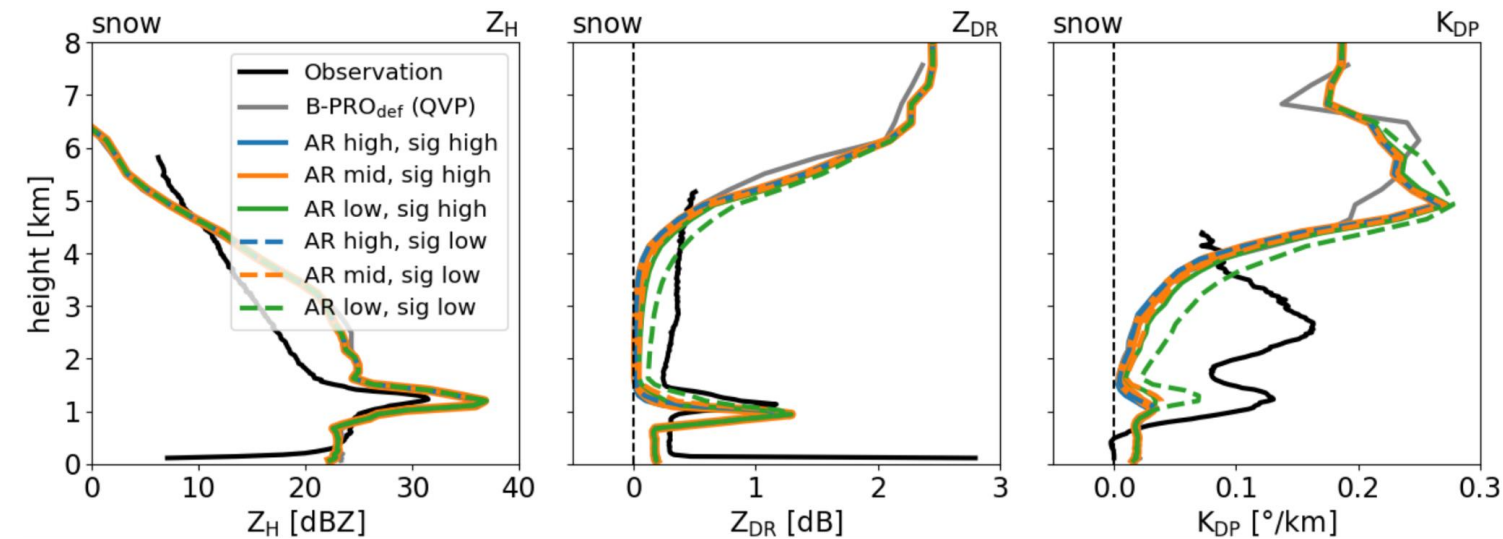 snow Z_H
snow Z_DR
snow K_DP
8
7
6
5
4
3
2
1
0
height [km]
Observation
B-PRO_def (QVP)
AR high, sig high
AR mid, sig high
AR low, sig high
AR high, sig low
AR mid, sig low
AR low, sig low
0 10 20 30 40
Z_H [dBZ]
0 1 2 3
Z_DR [dB]
0.0 0.1 0.2 0.3
K_DP [°/km]